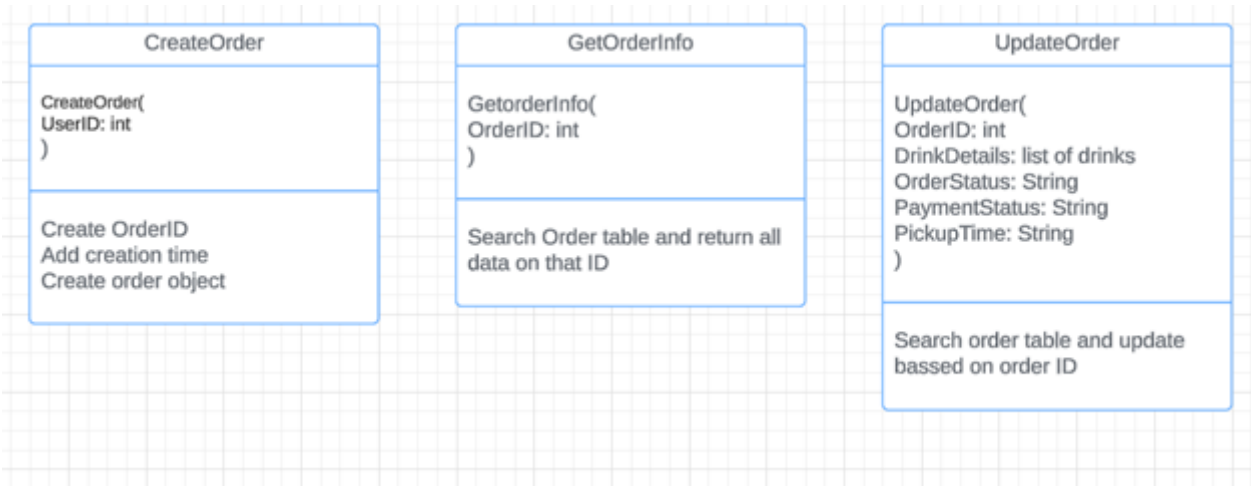 CreateOrder
CreateOrder(
UserID: int
)
Create OrderID
Add creation time
Create order object
GetOrderInfo
GetorderInfo(
OrderID: int
)
Search Order table and return all
data on that ID
UpdateOrder
UpdateOrder(
OrderID: int
DrinkDetails: list of drinks
OrderStatus: String
PaymentStatus: String
PickupTime: String
)
Search order table and update
bassed on order ID